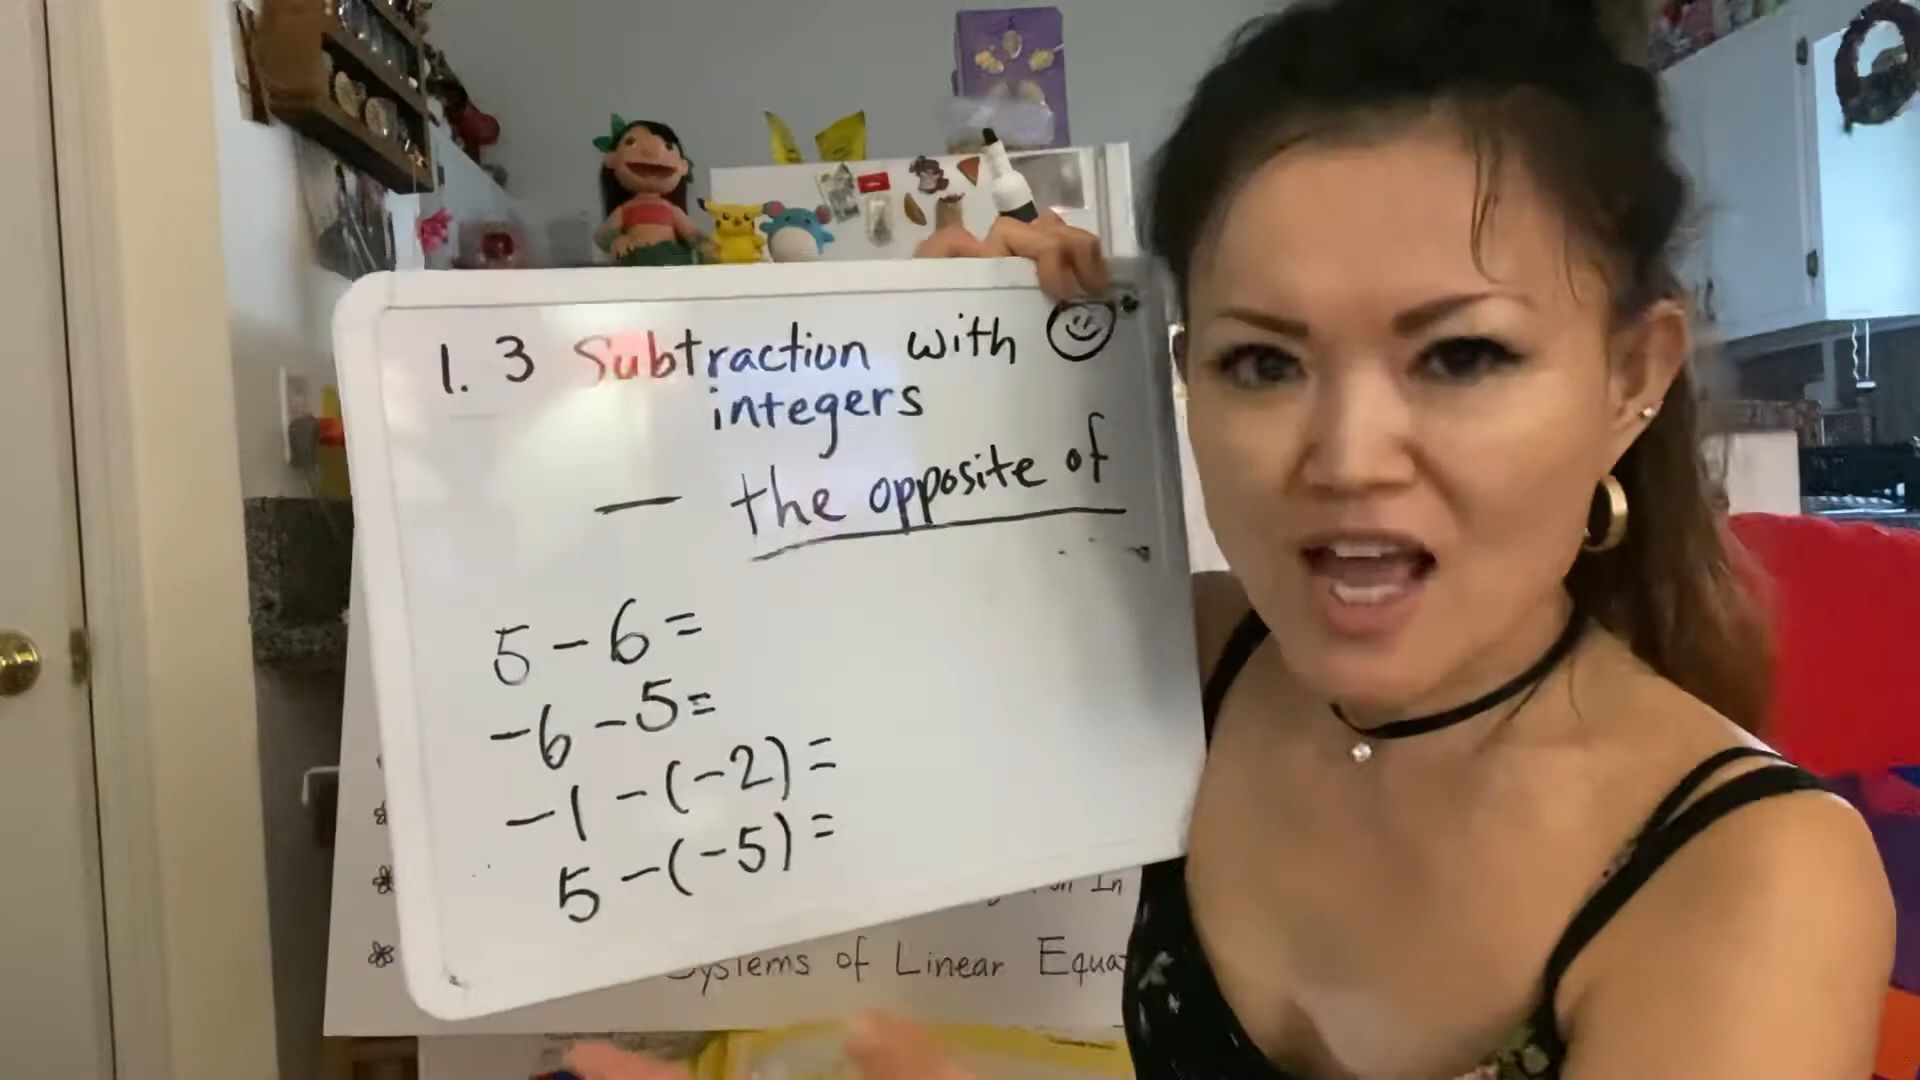 1. 3 Subtraction with
integers
— the opposite of
5 - 6 =
-6 - 5 =
-1 - (-2) =
5 - (-5) =
In
Systems of Linear Equa